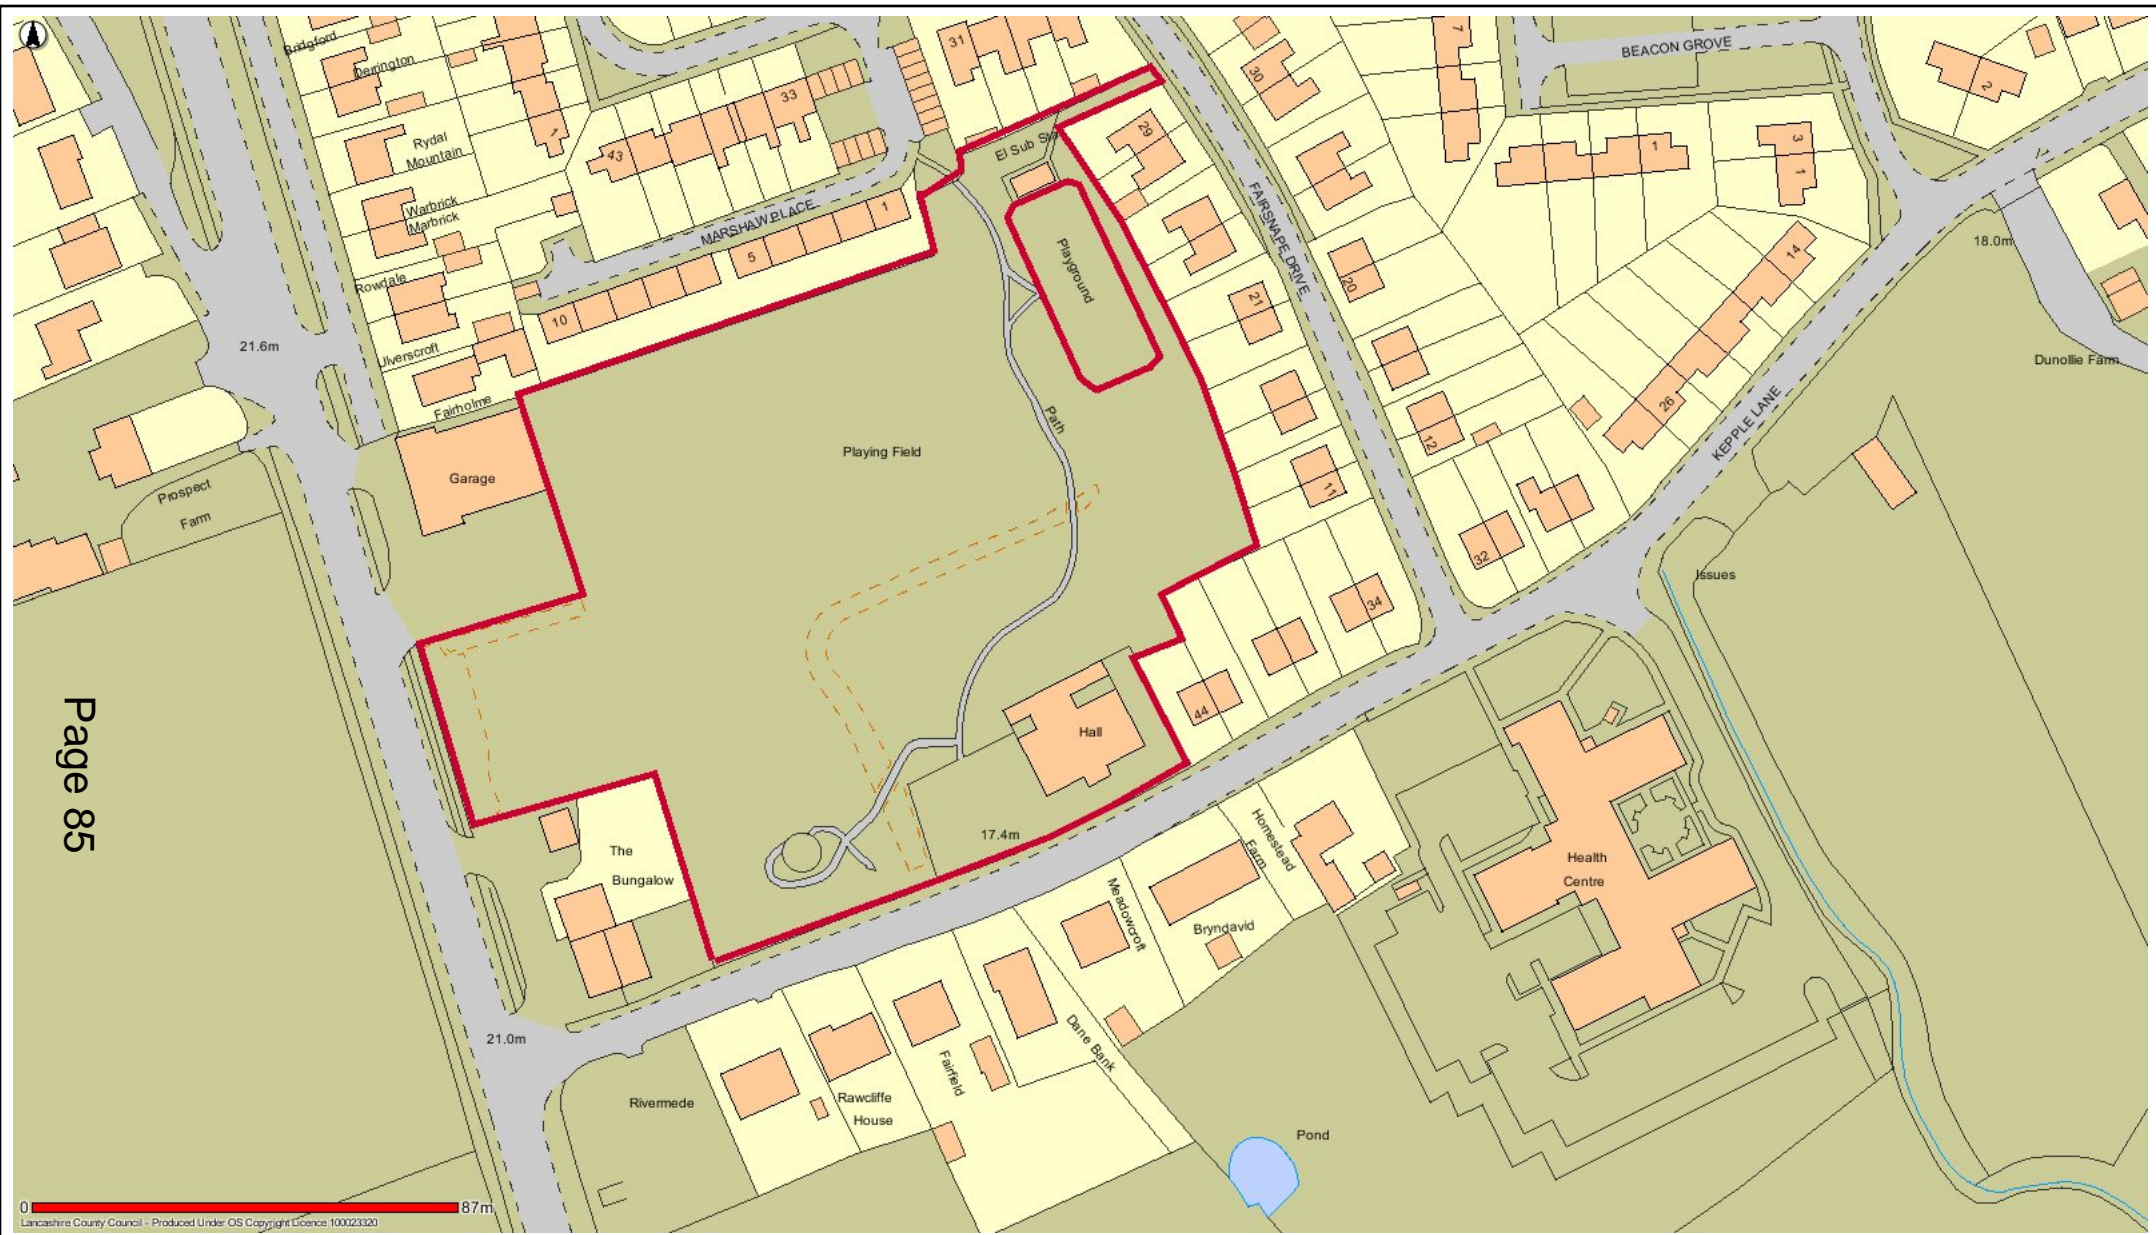 Bridgford
Derrington
31
30
7
BEACON GROVE
2
33
1
Rydal
Mountain
43
El Sub Sta
29
1
3
1
Warbrick
Marbrick
MARSHAW PLACE
1
FAIRSNAPE DRIVE
18.0m
14
Rowdale
5
Playground
20
21
10
21.6m
Ulverscroft
Dunollie Farm
Fairholme
Path
12
26
KEPPLE LANE
Playing Field
Garage
11
Prospect
Farm
32
Issues
34
44
Hall
Page 85
17.4m
The
Bungalow
Homestead
Farm
Health
Centre
Meadowcroft
Bryndavid
21.0m
Dane Bank
Fairfield
Rivermede
Rawcliffe
House
Pond
0
87m
Lancashire County Council - Produced Under OS Copyright Licence 100023320